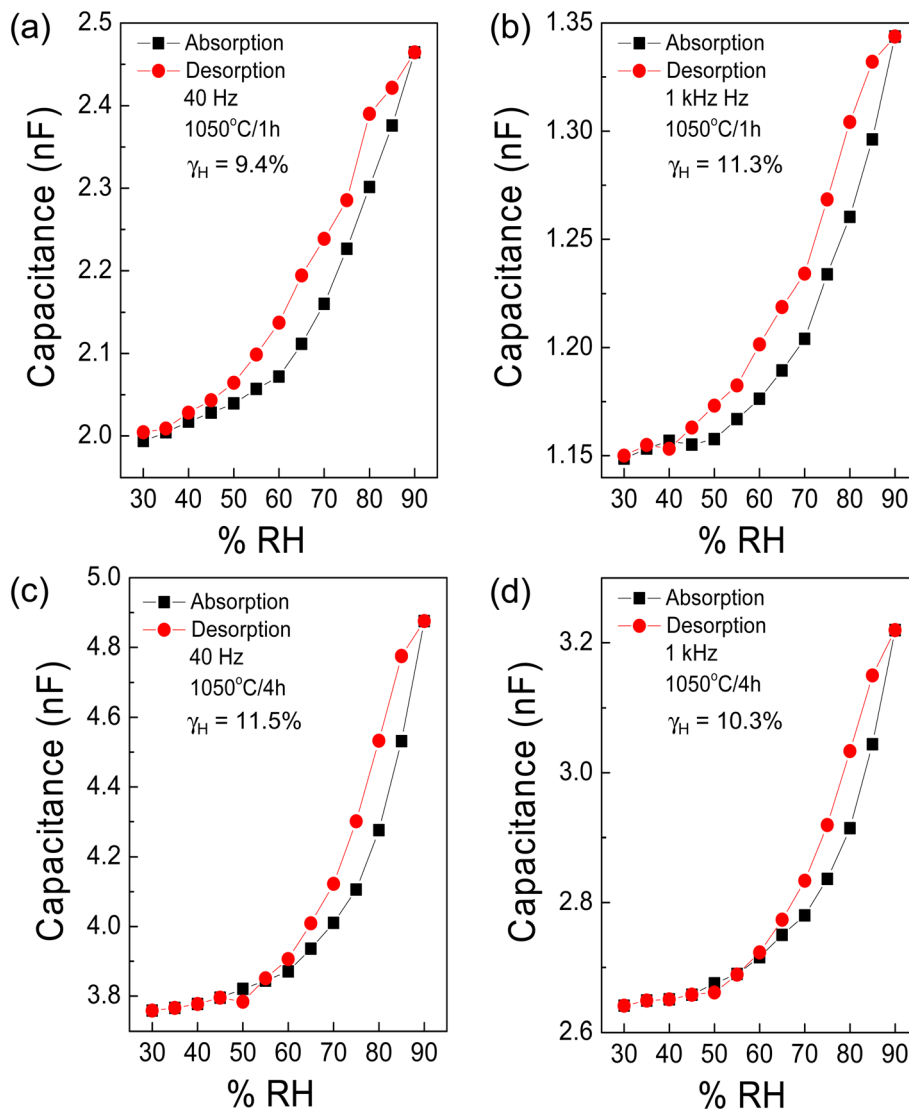 (a)
Absorption
Desorption
40 Hz
1050°C/1h
γH = 9.4%
2.5
2.4
2.3
2.2
2.1
2.0
Capacitance (nF)
30 40 50 60 70 80 90
% RH
(b)
Absorption
Desorption
1 kHz Hz
1050°C/1h
γH = 11.3%
1.35
1.30
1.25
1.20
1.15
Capacitance (nF)
30 40 50 60 70 80 90
% RH
(c)
Absorption
Desorption
40 Hz
1050°C/4h
γH = 11.5%
5.0
4.8
4.6
4.4
4.2
4.0
3.8
Capacitance (nF)
30 40 50 60 70 80 90
% RH
(d)
Absorption
Desorption
1 kHz
1050°C/4h
γH = 10.3%
3.2
3.0
2.8
2.6
Capacitance (nF)
30 40 50 60 70 80 90
% RH